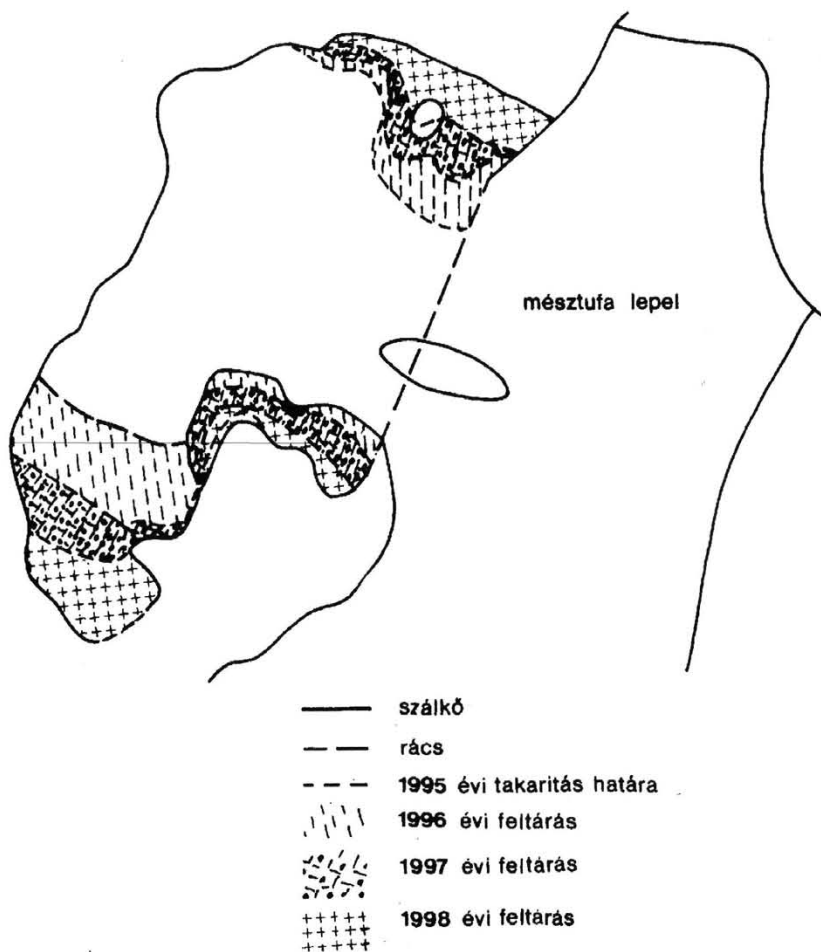 mésztufa lepel
szálkő
rács
1995 évi takaritás határa
1996 évi feltárás
1997 évi feltárás
1998 évi feltárás